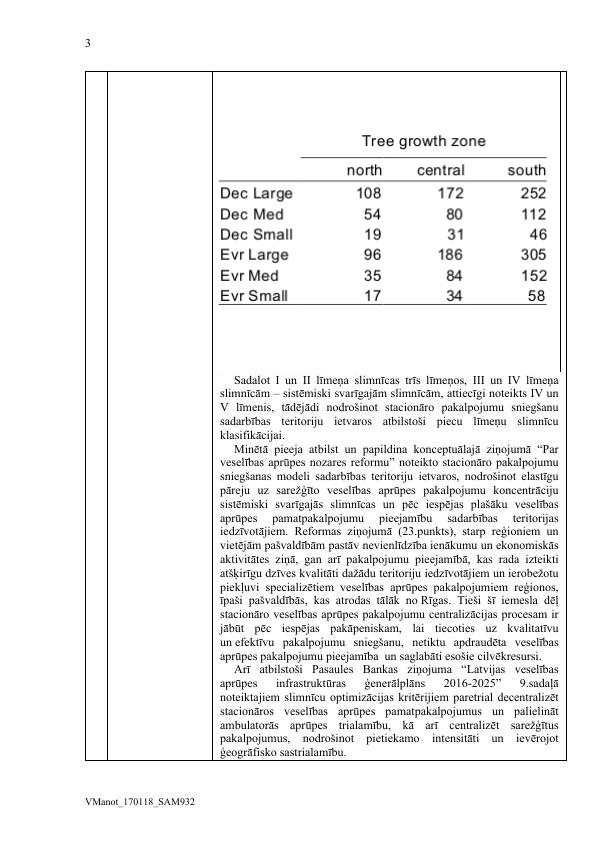 3
Tree growth zone
north central south
Dec Large 108 172 252
Dec Med 54 80 112
Dec Small 19 31 46
Evr Large 96 186 305
Evr Med 35 84 152
Evr Small 17 34 58
Sadalot I un II līmeņa slimnīcas trīs līmeņos, III un IV līmeņa
slimnīcām – sistēmiski svarīgajām slimnīcām, attiecīgi noteikts IV un
V līmenis, tādējādi nodrošinot stacionāro pakalpojumu sniegšanu
sadarbības teritoriju ietvaros atbilstoši piecu līmeņu slimnīcu
klasifikācijai.
Minētā pieeja atbilst un papildina konceptuālajā ziņojumā “Par
veselības aprūpes nozares reformu” noteikto stacionāro pakalpojumu
sniegšanas modeli sadarbības teritoriju ietvaros, nodrošinot elastīgu
pāreju uz sarežģīto veselības aprūpes pakalpojumu koncentrāciju
sistēmiski svarīgajās slimnīcas un pēc iespējas plašāku veselības
aprūpes pamatpakalpojumu pieejamību sadarbības teritorijas
iedzīvotājiem. Reformas ziņojumā (23.punkts), starp reģioniem un
vietējām pašvaldībām pastāv nevienlīdzība ienākumu un ekonomiskās
aktivitātes ziņā, gan arī pakalpojumu pieejamībā, kas rada izteikti
atšķirīgu dzīves kvalitāti dažādu teritoriju iedzīvotājiem un ierobežotu
piekļuvi specializētiem veselības aprūpes pakalpojumiem reģionos,
īpaši pašvaldībās, kas atrodas tālāk no Rīgas. Tieši šī iemesla dēļ
stacionāro veselības aprūpes pakalpojumu centralizācijas procesam ir
jābūt pēc iespējas pakāpeniskam, lai tiecoties uz kvalitatīvu
un efektīvu pakalpojumu sniegšanu, netiktu apdraudēta veselības
aprūpes pakalpojumu pieejamība un saglabāti esošie cilvēkresursi.
Arī atbilstoši Pasaules Bankas ziņojuma “Latvijas veselības
aprūpes infrastruktūras ģenerālplāns 2016-2025” 9.sadaļā
noteiktajiem slimnīcu optimizācijas kritērijiem paretrial decentralizēt
stacionāros veselības aprūpes pamatpakalpojumus un palielināt
ambulatorās aprūpes trialamību, kā arī centralizēt sarežģītus
pakalpojumus, nodrošinot pietiekamo intensitāti un ievērojot
ģeogrāfisko sastrialamību.
VManot_170118_SAM932